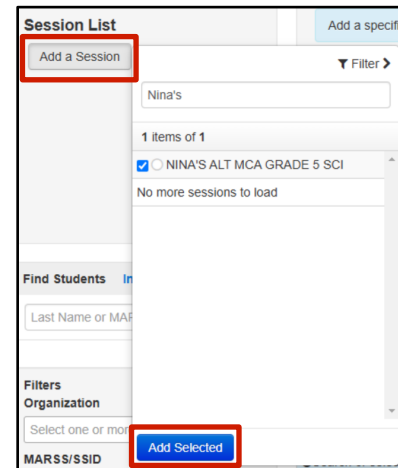 Session List
Add a specifi
Add a Session
Filter
Nina's
1 items of 1
NINA'S ALT MCA GRADE 5 SCI
No more sessions to load
Find Students In
Last Name or MAR
Filters
Organization
Select one or mor
Add Selected
MARSS/SSID